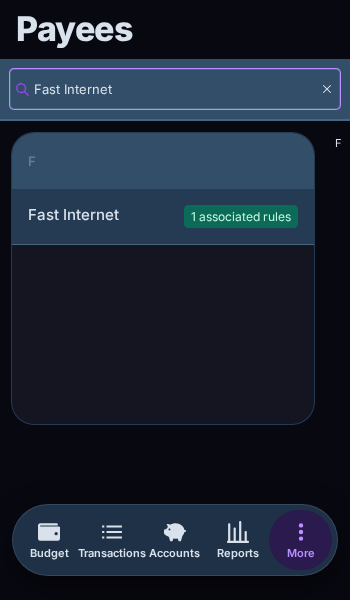 Payees
Fast Internet
F
F
Fast Internet
1 associated rules
Budget
Transactions
Accounts
Reports
More